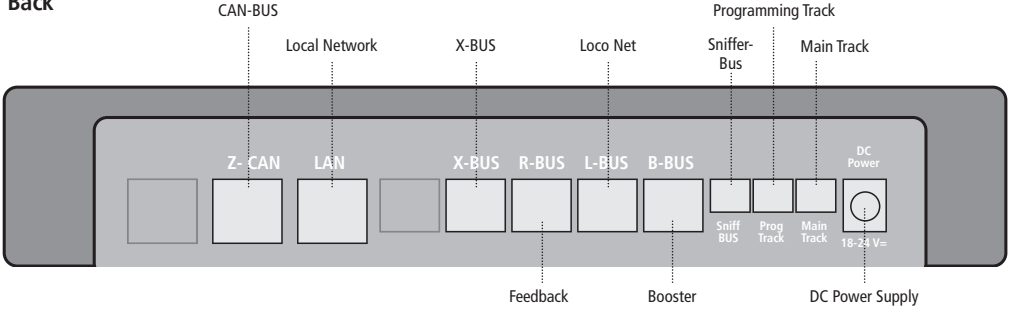 Back
CAN-BUS
Programming Track
Local Network
X-BUS
Loco Net
Sniffer-
Bus
Main Track
Z- CAN
LAN
X-BUS
R-BUS
L-BUS
B-BUS
DC
Power
Sniff
BUS
Prog
Track
Main
Track
18-24 V=
Feedback
Booster
DC Power Supply